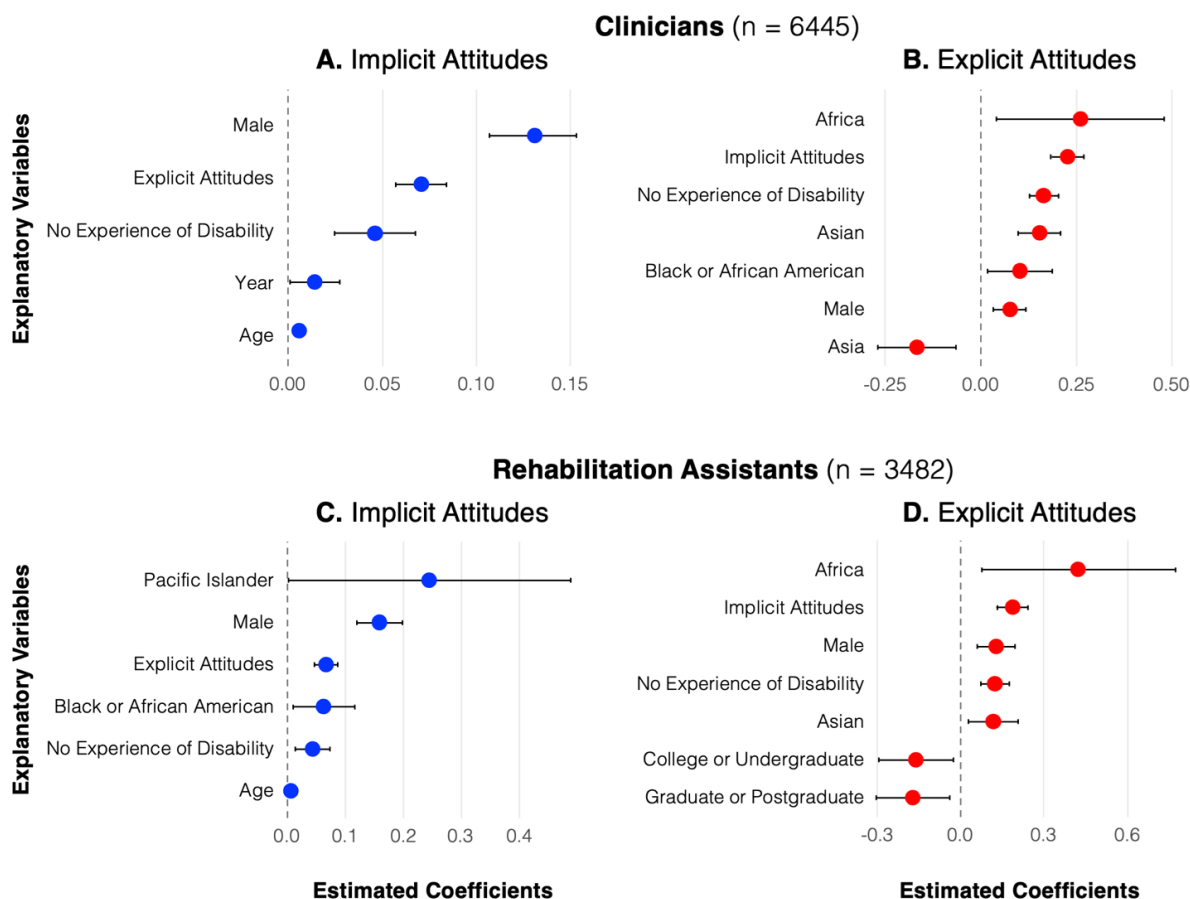 Clinicians (n = 6445)
A. Implicit Attitudes
Explanatory Variables
Male
Explicit Attitudes
No Experience of Disability
Year
Age
0.00 0.05 0.10 0.15
B. Explicit Attitudes
Africa
Implicit Attitudes
No Experience of Disability
Asian
Black or African American
Male
Asia
-0.25 0.00 0.25 0.50
Rehabilitation Assistants (n = 3482)
C. Implicit Attitudes
Explanatory Variables
Pacific Islander
Male
Explicit Attitudes
Black or African American
No Experience of Disability
Age
0.0 0.1 0.2 0.3 0.4
Estimated Coefficients
D. Explicit Attitudes
Africa
Implicit Attitudes
Male
No Experience of Disability
Asian
College or Undergraduate
Graduate or Postgraduate
-0.3 0.0 0.3 0.6
Estimated Coefficients